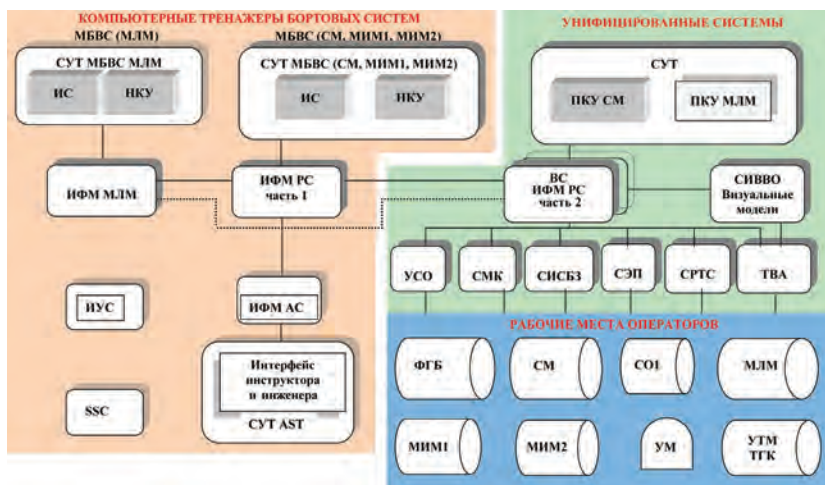 КОМПЬЮТЕРНЫЕ ТРЕНАЖЕРЫ БОРТОВЫХ СИСТЕМ
МБВС (МЛМ)
СУТ МБВС МЛМ
ИС
НКУ
МБВС (СМ, МИМ1, МИМ2)
СУТ МБВС (СМ, МИМ1, МИМ2)
ИС
НКУ
ИФМ МЛМ
ИФМ РС
часть 1
ИУС
ИФМ АС
SSC
Интерфейс
инструктора
и инженера
СУТ AST
УНИФИЦИРОВАННЫЕ СИСТЕМЫ
СУТ
ПКУ СМ
ПКУ МЛМ
ВС
ИФМ РС
часть 2
СИВВО
Визуальные
модели
УСО
СМК
СИСБЗ
СЭП
СРТС
ТВА
РАБОЧИЕ МЕСТА ОПЕРАТОРОВ
ФГБ
СМ
СО1
МЛМ
МИМ1
МИМ2
УМ
УТМ
ТГК